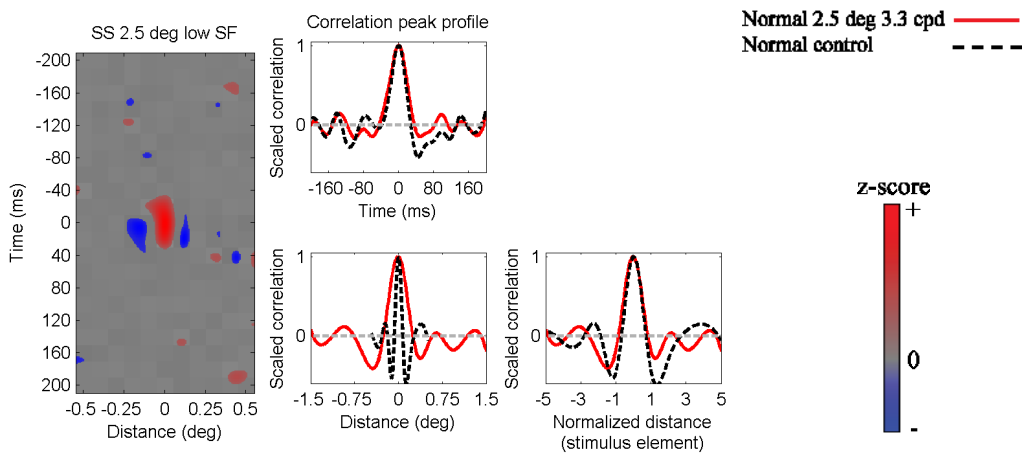 SS 2.5 deg low SF
-200
-160
-120
-80
-40
0
40
80
120
160
200
Time (ms)
-0.5 -0.25 0 0.25 0.5
Distance (deg)
Correlation peak profile
Scaled correlation
1
0
-160 -80 0 80 160
Time (ms)
Scaled correlation
1
0
-1.5 -0.75 0 0.75 1.5
Distance (deg)
Scaled correlation
1
0
-5 -3 -1 1 3 5
Normalized distance
(stimulus element)
Normal 2.5 deg 3.3 cpd
Normal control
z-score
+
0
-